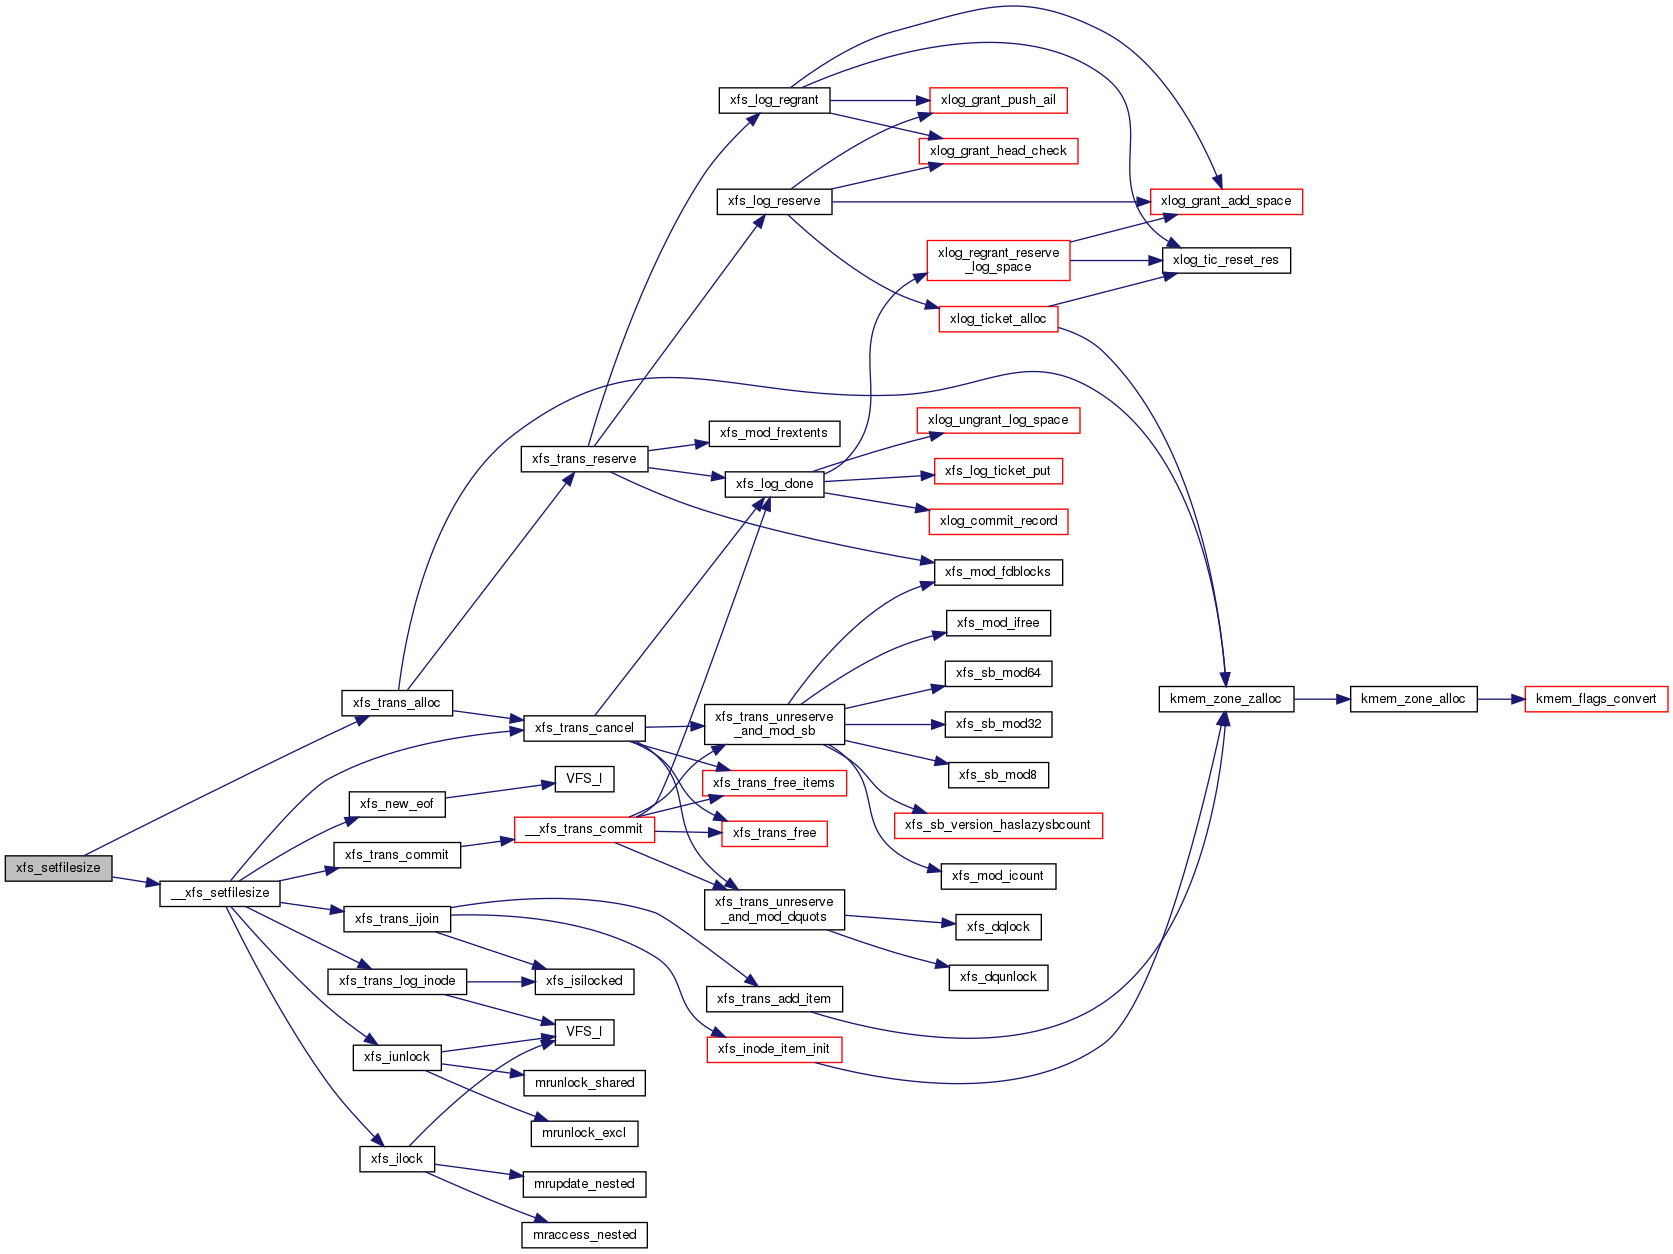 xfs_log_regrant
xlog_grant_push_ail
xlog_grant_head_check
xfs_log_reserve
xlog_grant_add_space
xlog_regrant_reserve
_log_space
xlog_tic_reset_res
xlog_ticket_alloc
xlog_ungrant_log_space
xfs_mod_frextents
xfs_trans_reserve
xfs_log_ticket_put
xfs_log_done
xlog_commit_record
xfs_mod_fdblocks
xfs_mod_ifree
xfs_sb_mod64
xfs_trans_alloc
kmem_zone_zalloc
kmem_zone_alloc
kmem_flags_convert
xfs_trans_cancel
xfs_trans_unreserve
_and_mod_sb
xfs_sb_mod32
VFS_I
xfs_trans_free_items
xfs_sb_mod8
xfs_new_eof
__xfs_trans_commit
xfs_trans_free
xfs_sb_version_haslazysbcount
xfs_trans_commit
xfs_setfilesize
xfs_mod_icount
__xfs_setfilesize
xfs_trans_unreserve
_and_mod_dquots
xfs_trans_ijoin
xfs_dqlock
xfs_dqunlock
xfs_trans_log_inode
xfs_isilocked
xfs_trans_add_item
VFS_I
xfs_inode_item_init
xfs_iunlock
mrunlock_shared
mrunlock_excl
xfs_ilock
mrupdate_nested
mraccess_nested